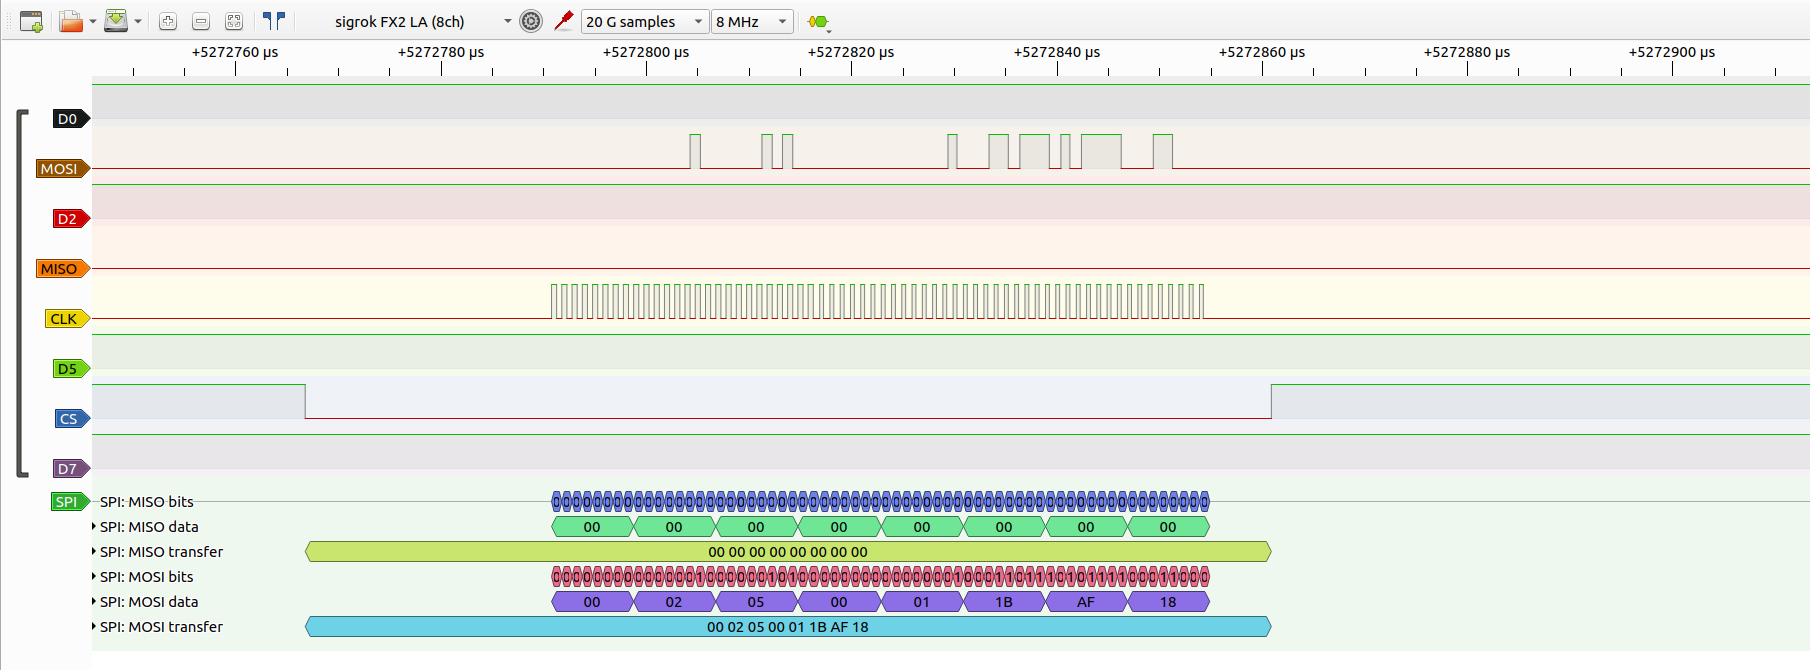 sigrok FX2 LA (8ch) 20 G samples 8 MHz
+5272760 µs +5272780 µs +5272800 µs +5272820 µs +5272840 µs +5272860 µs +5272880 µs +5272900 µs
D0
MOSI
D2
MISO
CLK
D5
CS
D7
SPI SPI: MISO bits 0000000000000000000000000000000000000000000000000000000000000000
SPI: MISO data 00 00 00 00 00 00 00 00
SPI: MISO transfer 00 00 00 00 00 00 00 00
SPI: MOSI bits 0000000000000010000001010000000000000001000110111010111100011000
SPI: MOSI data 00 02 05 00 01 1B AF 18
SPI: MOSI transfer 00 02 05 00 01 1B AF 18